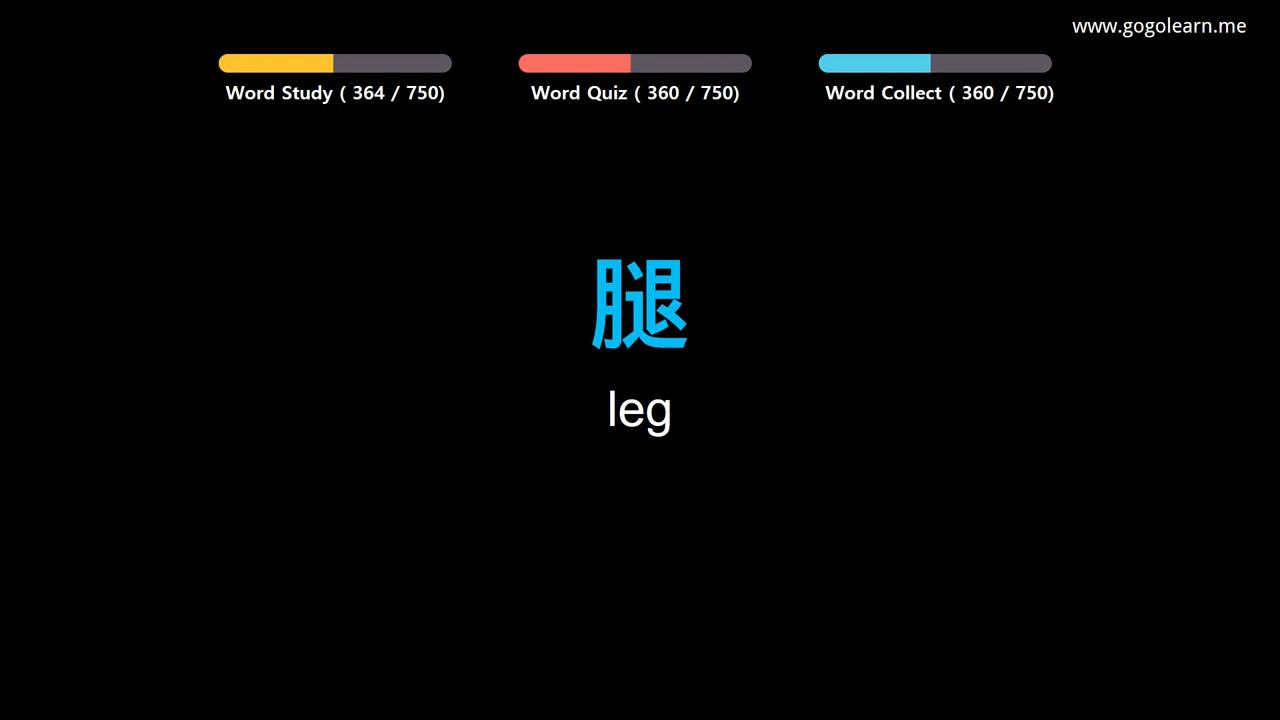 www.gogolearn.me
Word Study ( 364 / 750)
Word Quiz ( 360 / 750)
Word Collect ( 360 / 750)
腿
leg